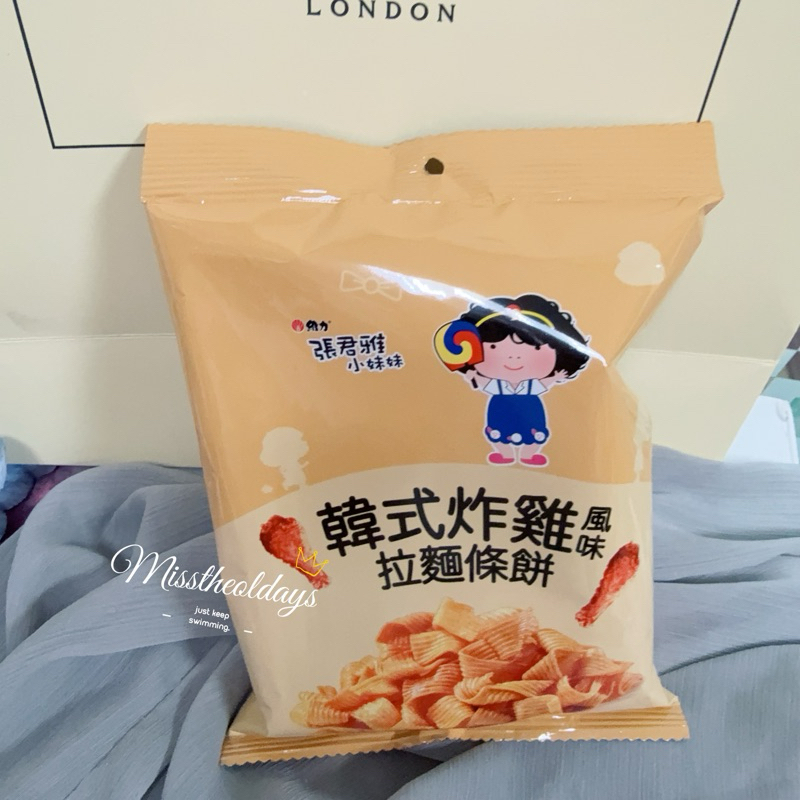 LONDON
維力
張君雅
小妹妹
韓式炸雞風味
拉麵條餅
Misstheoldays
just keep
swimming.